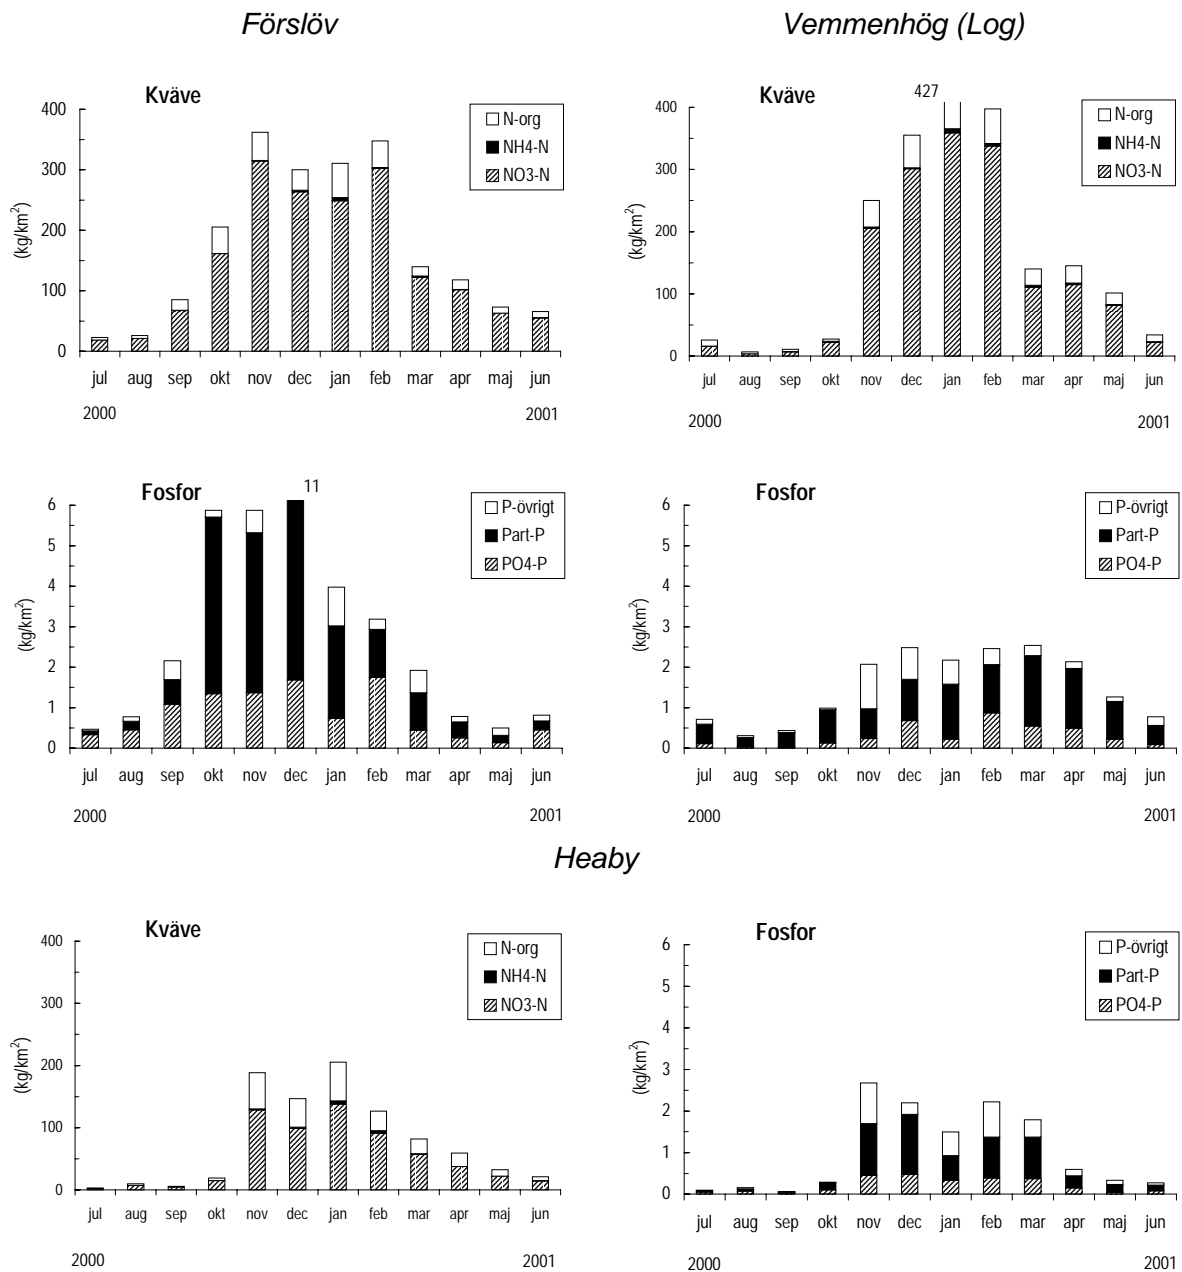 Förslöv
Vemmenhög (Log)
Kväve
N-org
NH4-N
NO3-N
400
300
200
100
0
(kg/km²)
jul aug sep okt nov dec jan feb mar apr maj jun
2000 2001
Kväve
427
N-org
NH4-N
NO3-N
400
300
200
100
0
(kg/km²)
jul aug sep okt nov dec jan feb mar apr maj jun
2000 2001
Fosfor
11
P-övrigt
Part-P
PO4-P
6
5
4
3
2
1
0
(kg/km²)
jul aug sep okt nov dec jan feb mar apr maj jun
2000 2001
Fosfor
P-övrigt
Part-P
PO4-P
6
5
4
3
2
1
0
(kg/km²)
jul aug sep okt nov dec jan feb mar apr maj jun
2000 2001
Heaby
Kväve
N-org
NH4-N
NO3-N
400
300
200
100
0
(kg/km²)
jul aug sep okt nov dec jan feb mar apr maj jun
2000 2001
Fosfor
P-övrigt
Part-P
PO4-P
6
5
4
3
2
1
0
(kg/km²)
jul aug sep okt nov dec jan feb mar apr maj jun
2000 2001